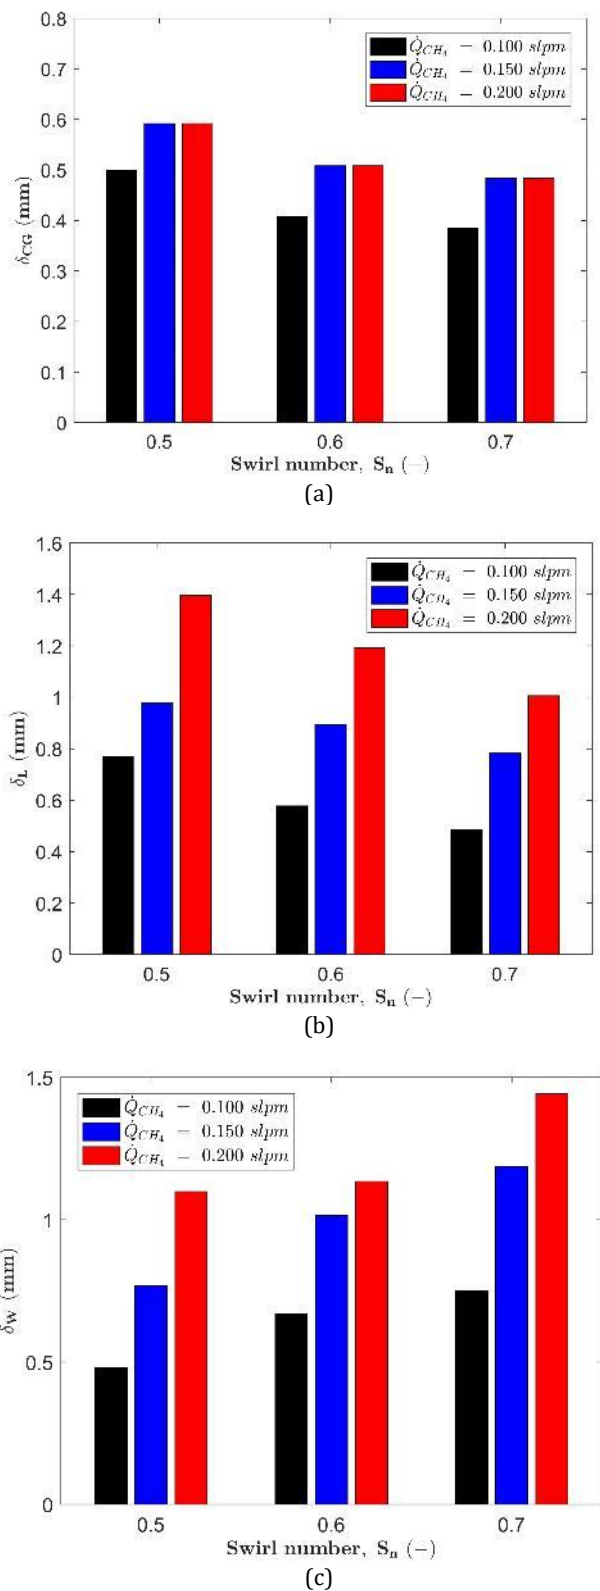 0.8
0.7
0.6
0.5
0.4
0.3
0.2
0.1
0
δCG (mm)
Q̇CH₄ = 0.100 slpm
Q̇CH₄ = 0.150 slpm
Q̇CH₄ = 0.200 slpm
0.5 0.6 0.7
Swirl number, Sn (−)
(a)
1.6
1.4
1.2
1
0.8
0.6
0.4
0.2
0
δL (mm)
Q̇CH₄ = 0.100 slpm
Q̇CH₄ = 0.150 slpm
Q̇CH₄ = 0.200 slpm
0.5 0.6 0.7
Swirl number, Sn (−)
(b)
1.5
1
0.5
0
δW (mm)
Q̇CH₄ = 0.100 slpm
Q̇CH₄ = 0.150 slpm
Q̇CH₄ = 0.200 slpm
0.5 0.6 0.7
Swirl number, Sn (−)
(c)